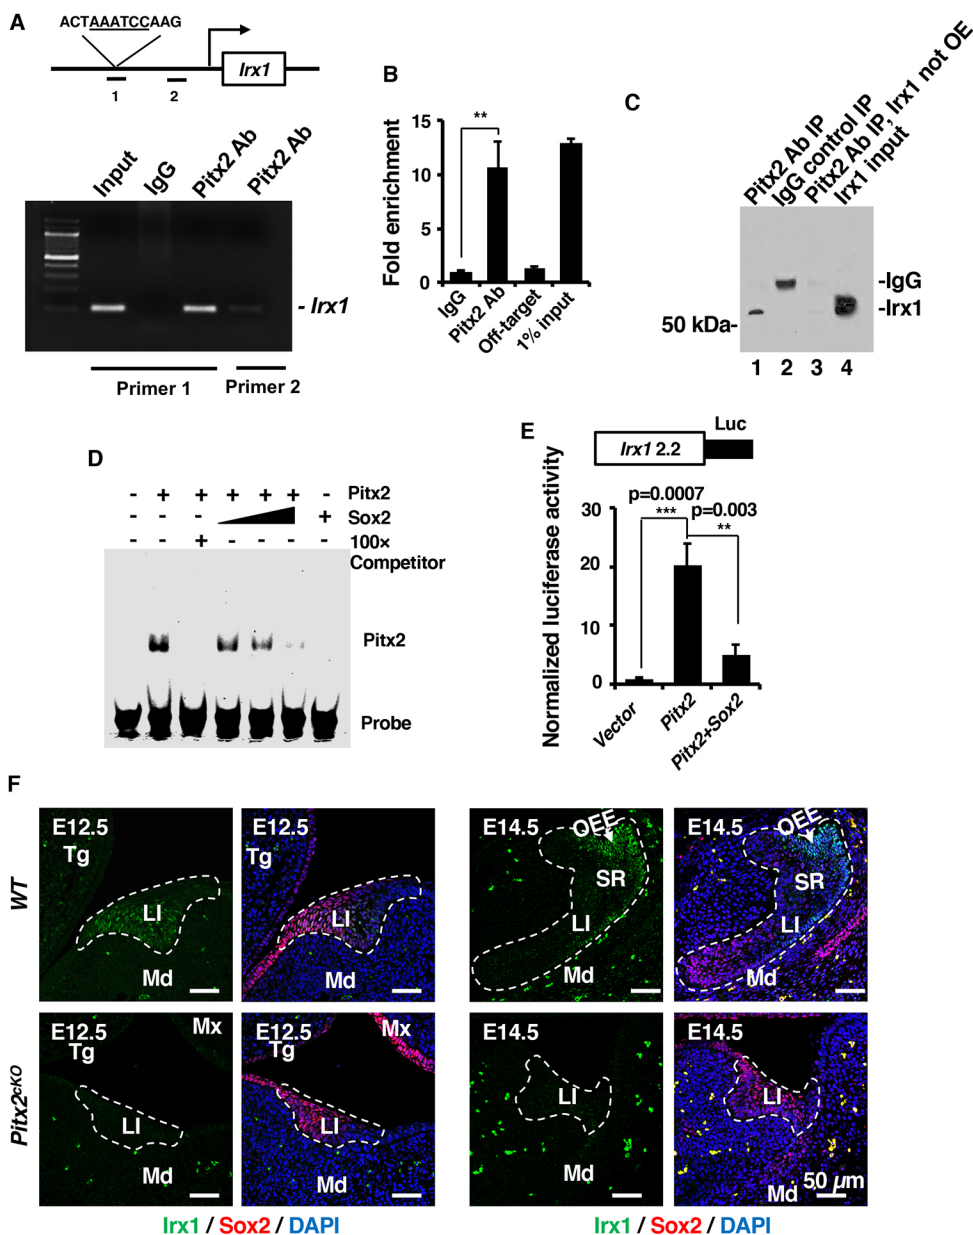 A
ACTAAATCCAAG
Irx1
1
2
Input
IgG
Pitx2 Ab
Pitx2 Ab
- Irx1
Primer 1
Primer 2
B
Fold enrichment
15
10
5
0
**
IgG
Pitx2 Ab
Off-target
1% input
C
Pitx2 Ab IP
IgG control IP
Pitx2 Ab IP, Irx1 not OE
Irx1 input
-IgG
-Irx1
50 kDa-
1 2 3 4
D
- + + + + + - Pitx2
- - - + Sox2
- - + - - - - 100×
Competitor
Pitx2
Probe
E
Luc
Irx1 2.2
Normalized luciferase activity
p=0.0007
p=0.003
***
**
30
20
10
0
Vector
Pitx2
Pitx2+Sox2
F
WT
E12.5
Tg
LI
Md
E12.5
Tg
LI
Md
E14.5
OEE
SR
LI
Md
E14.5
OEE
SR
LI
Md
Pitx2cKO
E12.5
Tg
Mx
LI
Md
E12.5
Tg
Mx
LI
Md
E14.5
LI
Md
E14.5
LI
50 µm
Md
Irx1 / Sox2 / DAPI
Irx1 / Sox2 / DAPI